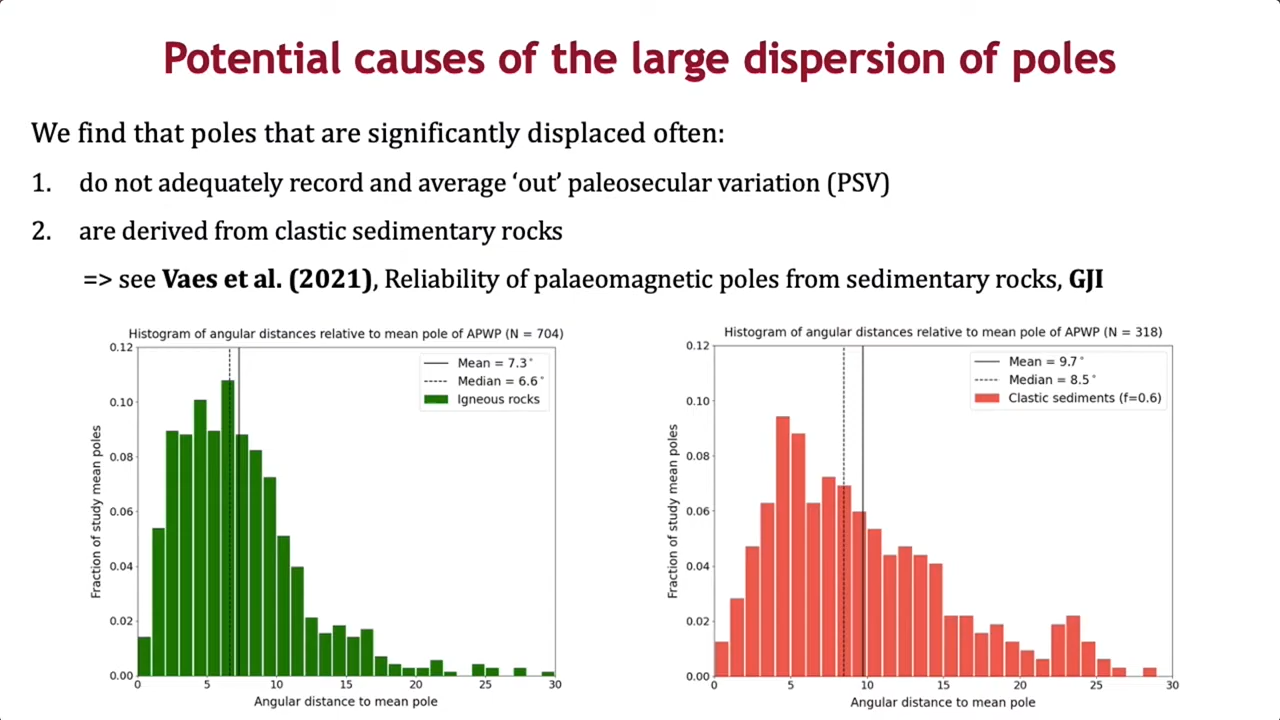 Potential causes of the large dispersion of poles
We find that poles that are significantly displaced often:
1. do not adequately record and average ‘out’ paleosecular variation (PSV)
2. are derived from clastic sedimentary rocks
=> see Vaes et al. (2021), Reliability of palaeomagnetic poles from sedimentary rocks, GJI
Histogram of angular distances relative to mean pole of APWP (N = 704)
Mean = 7.3°
Median = 6.6°
Igneous rocks
Fraction of study mean poles
0.12
0.10
0.08
0.06
0.04
0.02
0.00
0 5 10 15 20 25 30
Angular distance to mean pole
Histogram of angular distances relative to mean pole of APWP (N = 318)
Mean = 9.7°
Median = 8.5°
Clastic sediments (f=0.6)
Fraction of study mean poles
0.12
0.10
0.08
0.06
0.04
0.02
0.00
0 5 10 15 20 25 30
Angular distance to mean pole